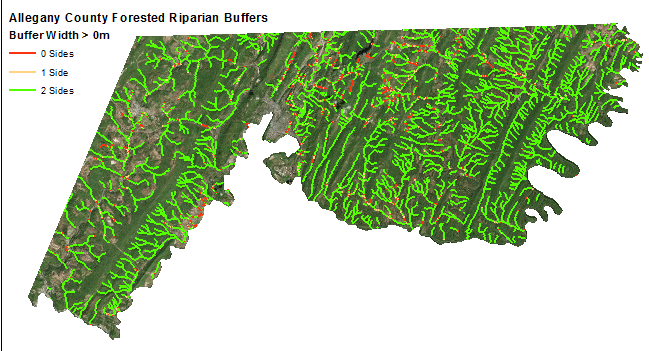 Allegany County Forested Riparian Buffers
Buffer Width > 0m
0 Sides
1 Side
2 Sides